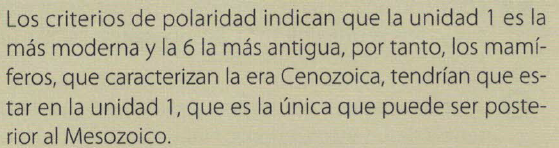 Los criterios de polaridad indican que la unidad 1 es la
más moderna y la 6 la más antigua, por tanto, los mamí-
feros, que caracterizan la era Cenozoica, tendrían que es-
tar en la unidad 1, que es la única que puede ser poste-
rior al Mesozoico.